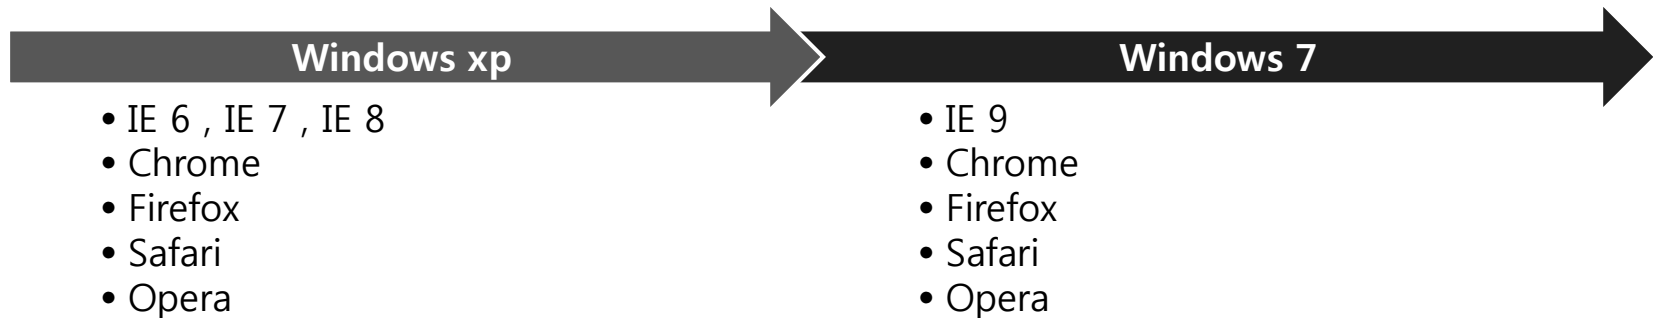 Windows xp
• IE 6 , IE 7 , IE 8
• Chrome
• Firefox
• Safari
• Opera
Windows 7
• IE 9
• Chrome
• Firefox
• Safari
• Opera